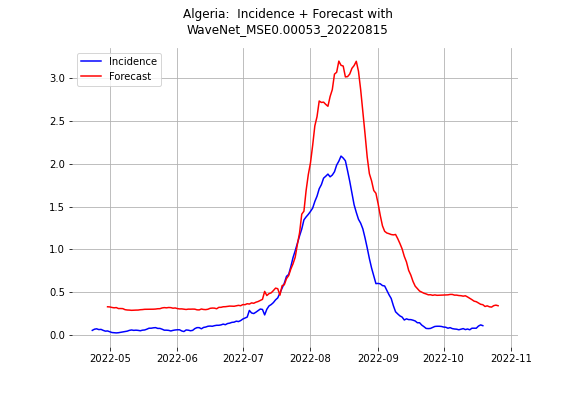 Algeria:  Incidence + Forecast with
WaveNet_MSE0.00053_20220815
Incidence
Forecast
3.0
2.5
2.0
1.5
1.0
0.5
0.0
2022-05 2022-06 2022-07 2022-08 2022-09 2022-10 2022-11